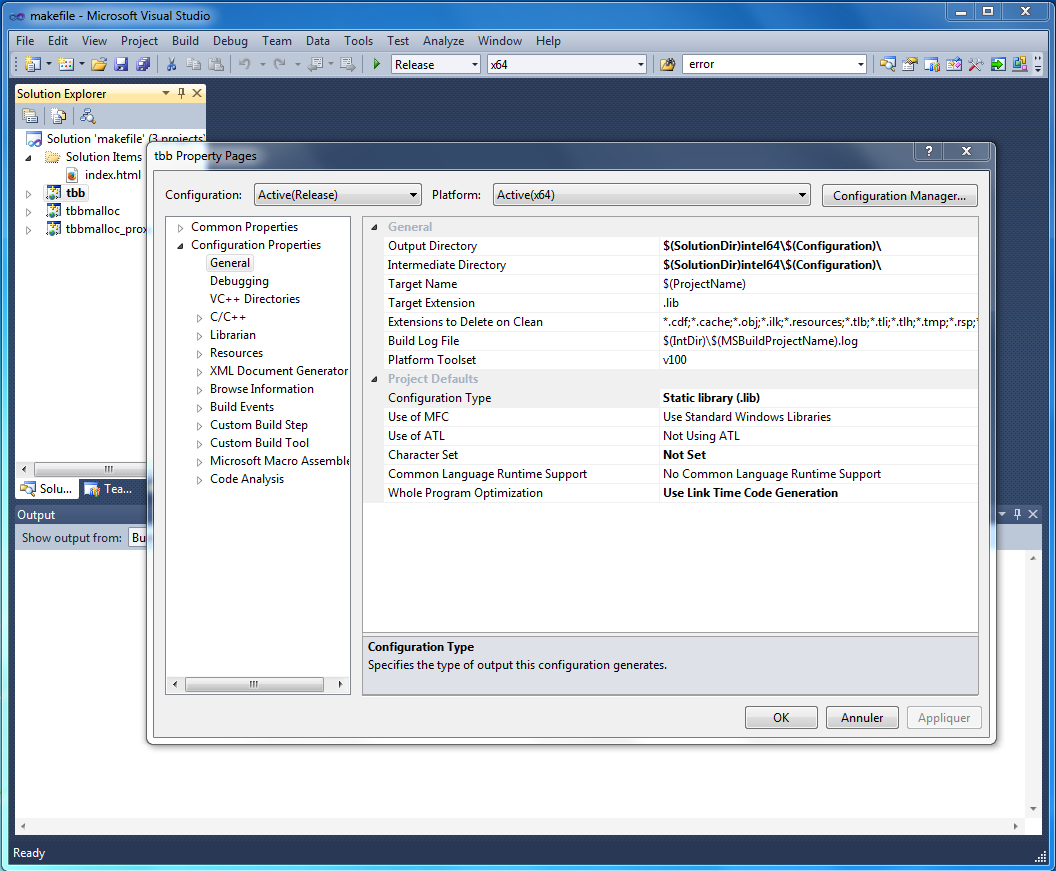 makefile - Microsoft Visual Studio
File Edit View Project Build Debug Team Data Tools Test Analyze Window Help
Release x64 error
Solution Explorer
Solution 'makefile' (3 projects)
Solution Items
index.html
tbb
tbbmalloc
tbbmalloc_prox
Solu... Tea...
tbb Property Pages
Configuration: Active(Release) Platform: Active(x64) Configuration Manager...
Common Properties
Configuration Properties
General
Debugging
VC++ Directories
C/C++
Librarian
Resources
XML Document Generator
Browse Information
Build Events
Custom Build Step
Custom Build Tool
Microsoft Macro Assemble
Code Analysis
General
Output Directory $(SolutionDir)intel64\$(Configuration)\
Intermediate Directory $(SolutionDir)intel64\$(Configuration)\
Target Name $(ProjectName)
Target Extension .lib
Extensions to Delete on Clean *.cdf;*.cache;*.obj;*.ilk;*.resources;*.tlb;*.tli;*.tlh;*.tmp;*.rsp;*
Build Log File $(IntDir)\$(MSBuildProjectName).log
Platform Toolset v100
Project Defaults
Configuration Type Static library (.lib)
Use of MFC Use Standard Windows Libraries
Use of ATL Not Using ATL
Character Set Not Set
Common Language Runtime Support No Common Language Runtime Support
Whole Program Optimization Use Link Time Code Generation
Configuration Type
Specifies the type of output this configuration generates.
OK Annuler Appliquer
Output
Show output from: Bu
Ready